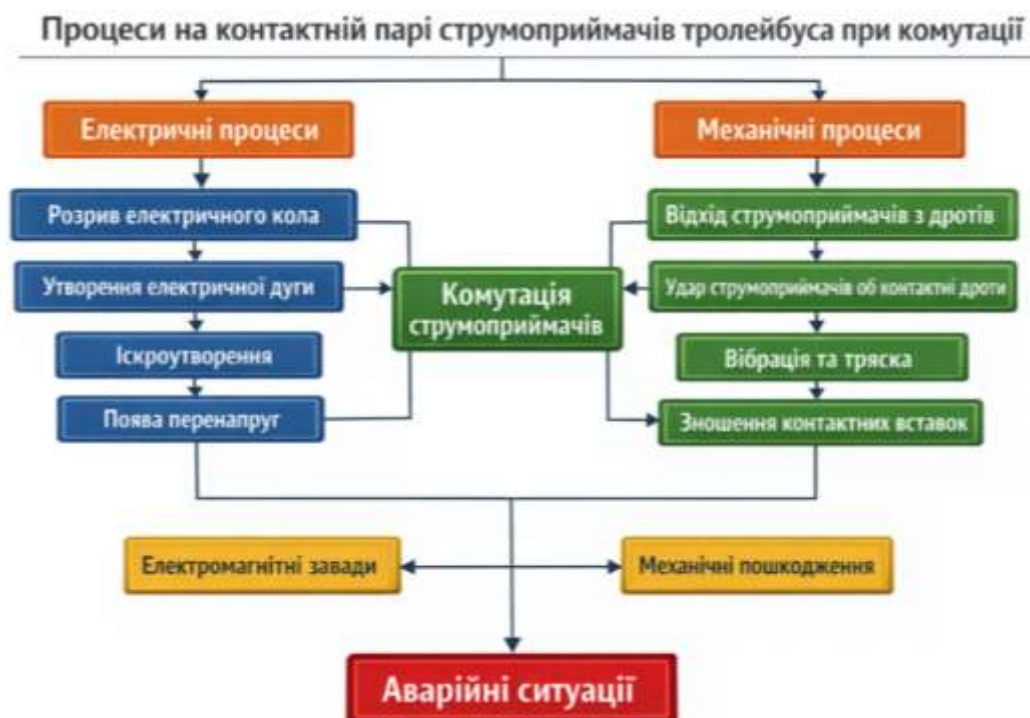 Процеси на контактній парі струмоприймачів тролейбуса при комутації
Електричні процеси
Механічні процеси
Розрив електричного кола
Відхід струмоприймачів з дротів
Утворення електричної дуги
Комутація
струмоприймачів
Удар струмоприймачів об контактні дроти
Іскроутворення
Вібрація та тряска
Поява перенапруг
Зношення контактних вставок
Електромагнітні завади
Механічні пошкодження
Аварійні ситуації